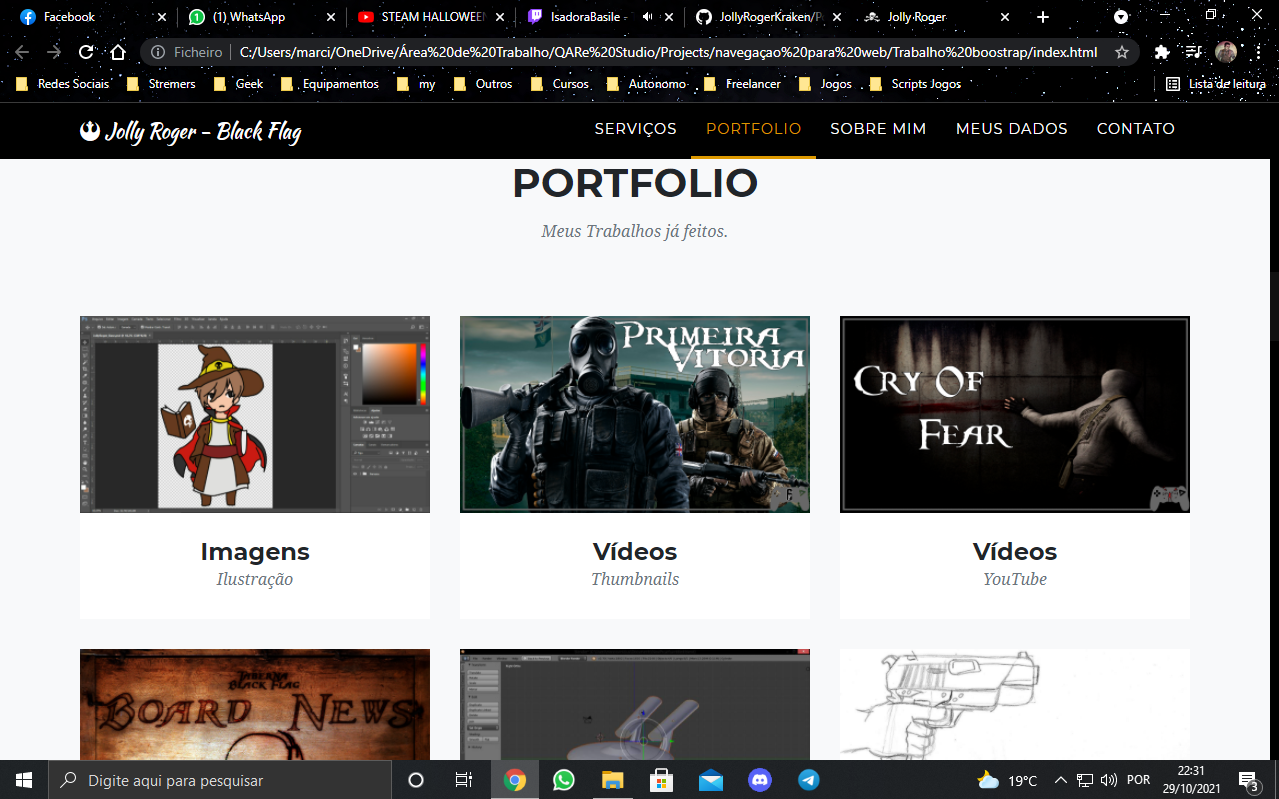 Facebook
(1) WhatsApp
STEAM HALLOWEEN
IsadoraBasile -
JollyRogerKraken/P
Jolly Roger
Ficheiro
C:/Users/marci/OneDrive/Área%20de%20Trabalho/QARe%20Studio/Projects/navegaçao%20para%20web/Trabalho%20boostrap/index.html
Redes Sociais
Stremers
Geek
Equipamentos
my
Outros
Cursos
Autonomo
Freelancer
Jogos
Scripts Jogos
Lista de leitura
Jolly Roger – Black Flag
SERVIÇOS
PORTFOLIO
SOBRE MIM
MEUS DADOS
CONTATO
PORTFOLIO
Meus Trabalhos já feitos.
PRIMEIRA
VITORIA
CRY OF
FEAR
Imagens
Ilustração
Vídeos
Thumbnails
Vídeos
YouTube
TABERNA
BLACK FLAG
BOARD NEWS
Digite aqui para pesquisar
19°C
POR
22:31
29/10/2021
3